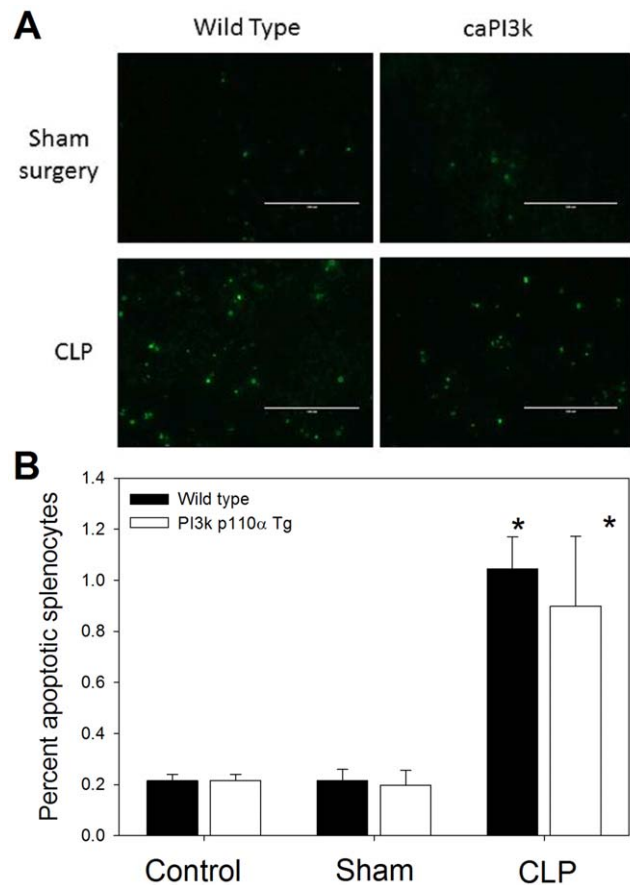 A
Wild Type caPI3k
Sham
surgery
CLP
B
Percent apoptotic splenocytes
1.4
1.2
1.0
0.8
0.6
0.4
0.2
0.0
Wild type
PI3k p110α Tg
* *
Control Sham CLP